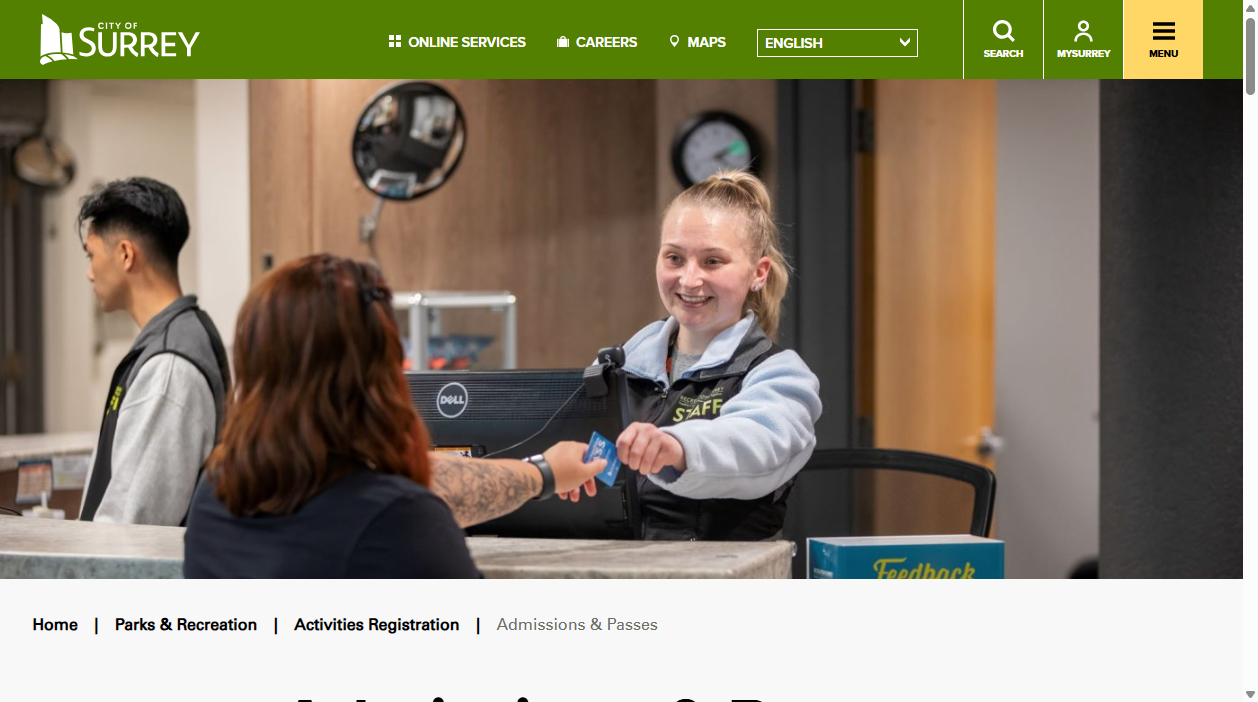 CITY OF
SURREY
ONLINE SERVICES
CAREERS
MAPS
ENGLISH
SEARCH
MYSURREY
MENU
DELL
STAFF
Feedback
Home | Parks & Recreation | Activities Registration | Admissions & Passes